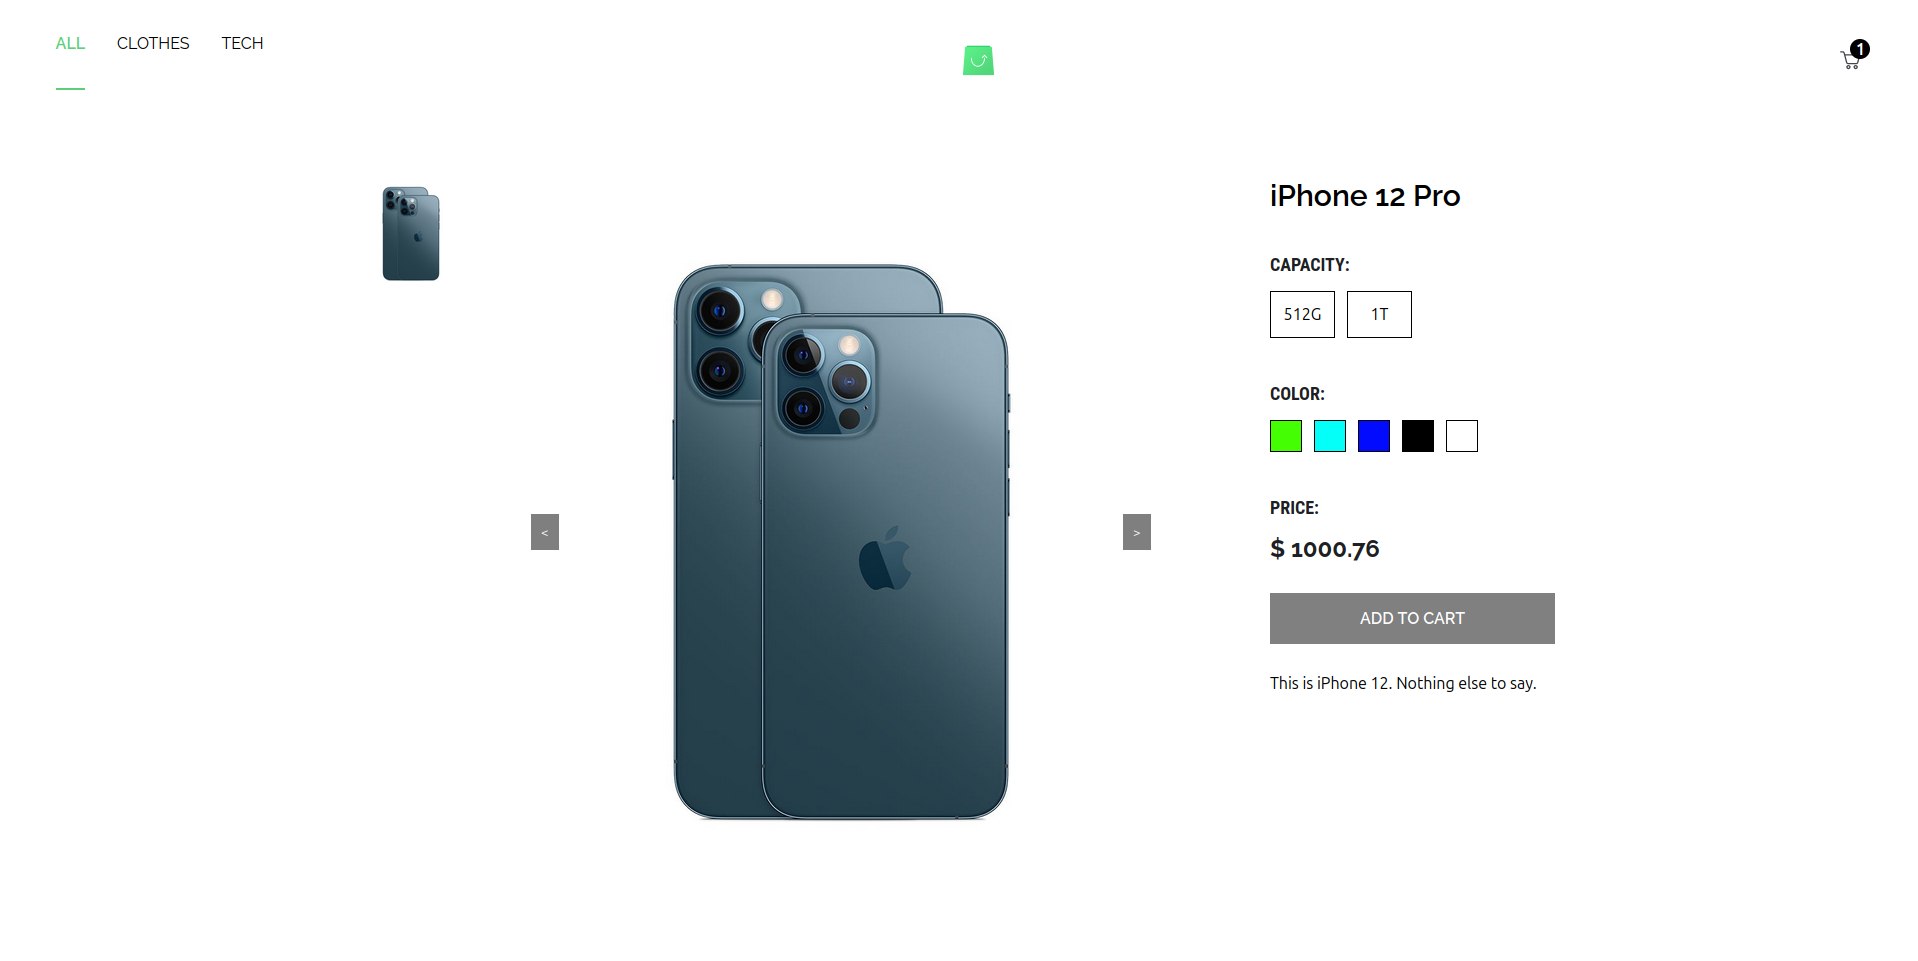 ALL CLOTHES TECH
1
iPhone 12 Pro
CAPACITY:
512G 1T
COLOR:
< >
PRICE:
$ 1000.76
ADD TO CART
This is iPhone 12. Nothing else to say.